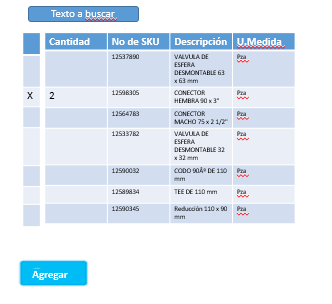 Texto a buscar
Cantidad No de SKU Descripción U.Medida
12537890 VALVULA DE Pza
ESFERA
DESMONTABLE 63
x 63 mm
X 2 12598305 CONECTOR Pza
HEMBRA 90 x 3"
12564783 CONECTOR Pza
MACHO 75 x 2 1/2"
12533782 VALVULA DE Pza
ESFERA
DESMONTABLE 32
x 32 mm
12590032 CODO 90Âº DE 110 Pza
mm
12589834 TEE DE 110 mm Pza
12590345 Reducción 110 x 90 Pza
mm
Agregar